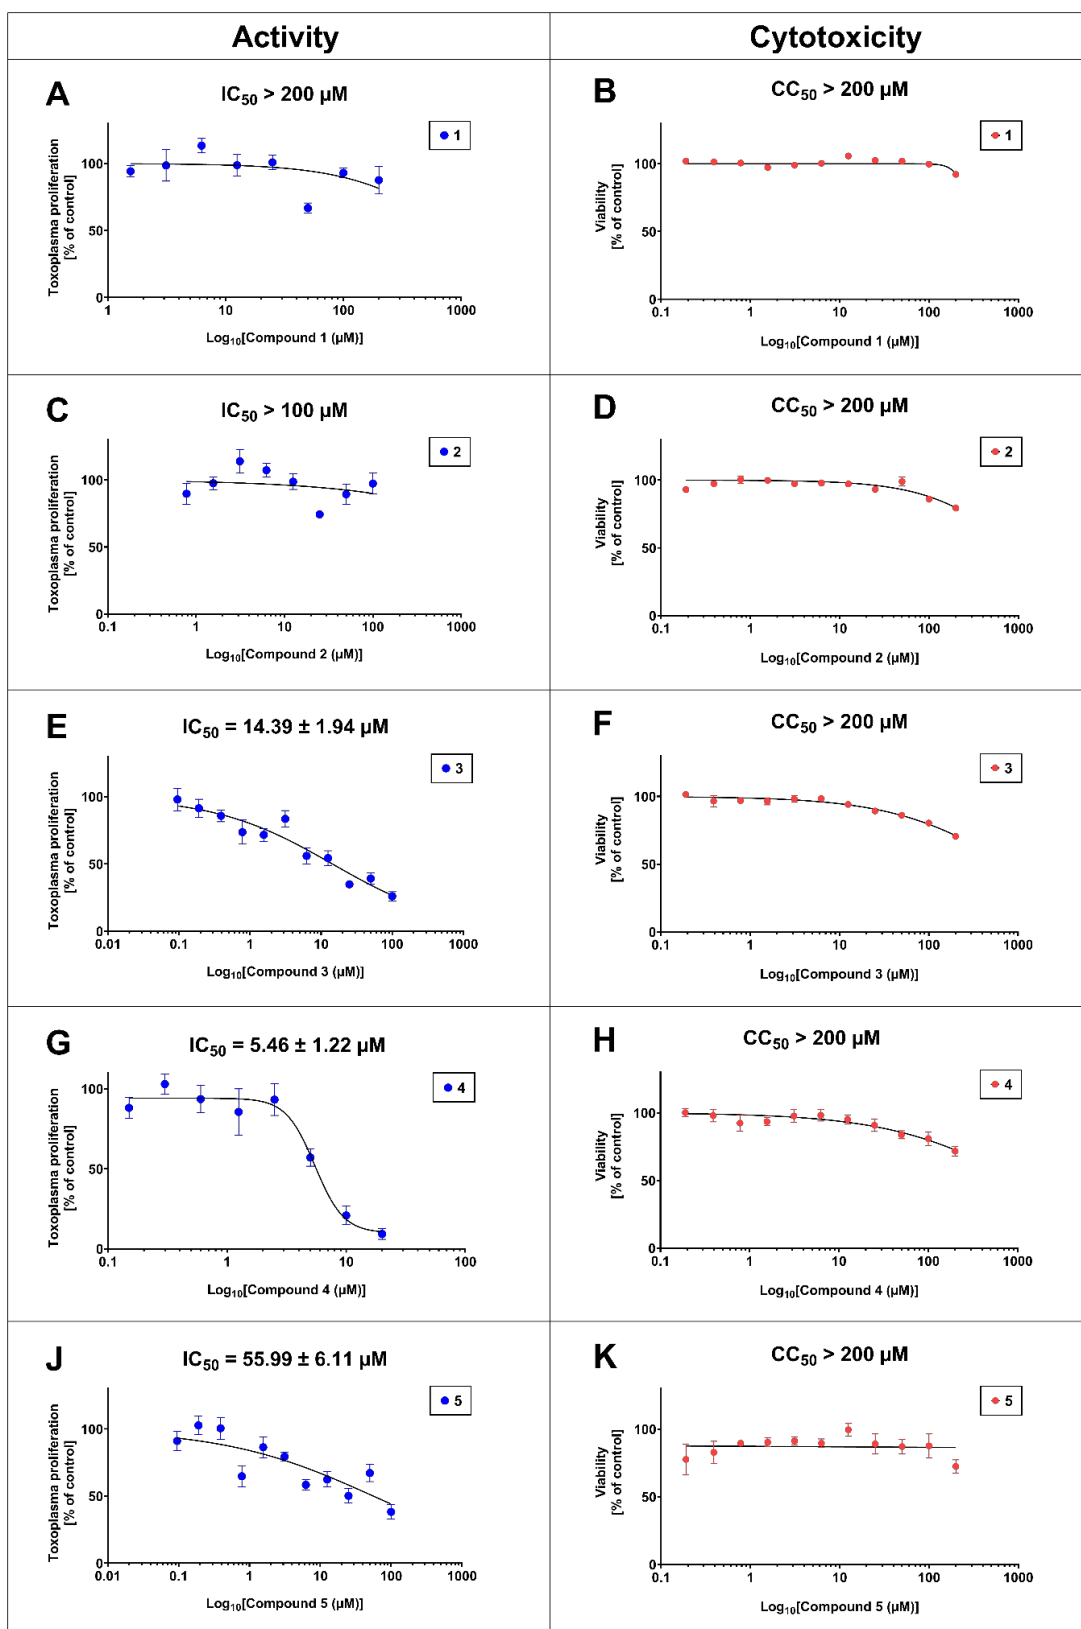 Activity
Cytotoxicity
A
IC50 > 200 µM
1
Toxoplasma proliferation
[% of control]
100
50
0
1
10
100
1000
Log10[Compound 1 (µM)]
B
CC50 > 200 µM
1
Viability
[% of control]
100
50
0
0.1
1
10
100
1000
Log10[Compound 1 (µM)]
C
IC50 > 100 µM
2
Toxoplasma proliferation
[% of control]
100
50
0
1
10
100
1000
Log10[Compound 2 (µM)]
D
CC50 > 200 µM
2
Viability
[% of control]
100
50
0
0.1
1
10
100
1000
Log10[Compound 2 (µM)]
E
IC50 = 14.39 ± 1.94 µM
3
Toxoplasma proliferation
[% of control]
100
50
0
0.01
0.1
1
10
100
1000
Log10[Compound 3 (µM)]
F
CC50 > 200 µM
3
Viability
[% of control]
100
50
0
0.1
1
10
100
1000
Log10[Compound 3 (µM)]
G
IC50 = 5.46 ± 1.22 µM
4
Toxoplasma proliferation
[% of control]
100
50
0
0.1
1
10
100
Log10[Compound 4 (µM)]
H
CC50 > 200 µM
4
Viability
[% of control]
100
50
0
0.1
1
10
100
1000
Log10[Compound 4 (µM)]
J
IC50 = 55.99 ± 6.11 µM
5
Toxoplasma proliferation
[% of control]
100
50
0
0.01
0.1
1
10
100
1000
Log10[Compound 5 (µM)]
K
CC50 > 200 µM
5
Viability
[% of control]
100
50
0
0.1
1
10
100
1000
Log10[Compound 5 (µM)]